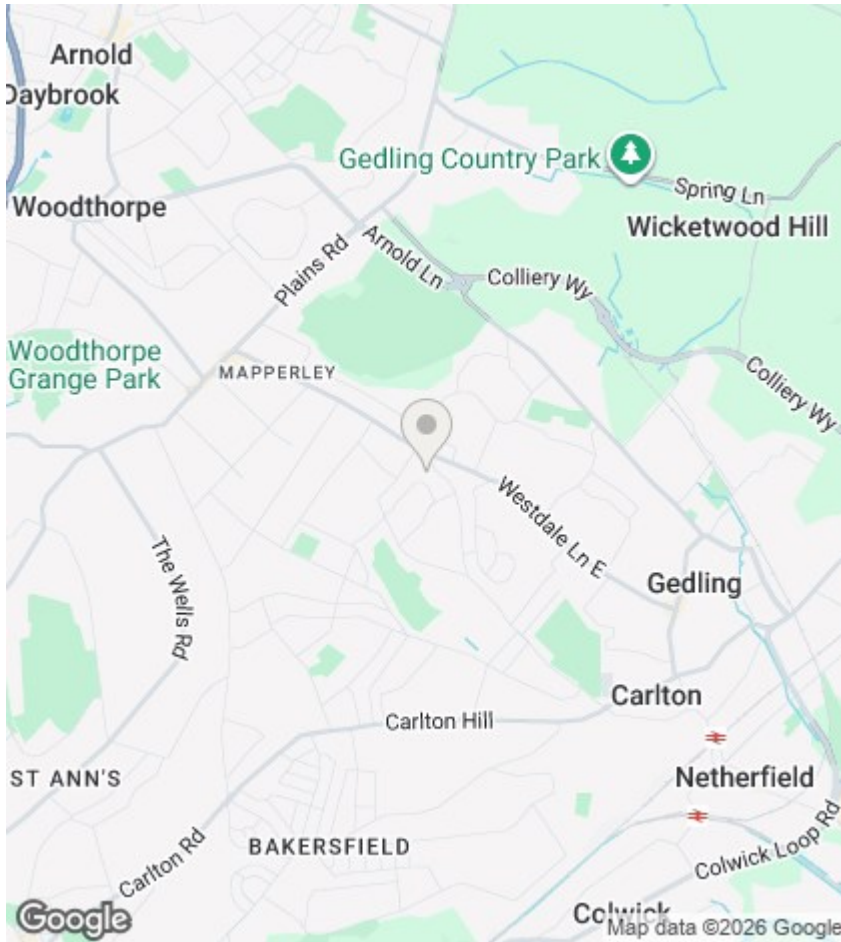 Arnold
Daybrook
Gedling Country Park
Spring Ln
Woodthorpe
Wicketwood Hill
Plains Rd
Arnold Ln
Colliery Wy
Woodthorpe
Grange Park
MAPPERLEY
Colliery Wy
Westdale Ln E
The Wells Rd
Gedling
Carlton
Carlton Hill
ST ANN'S
Netherfield
Carlton Rd
BAKERSFIELD
Colwick Loop Rd
Colwick
Google
Map data ©2026 Google